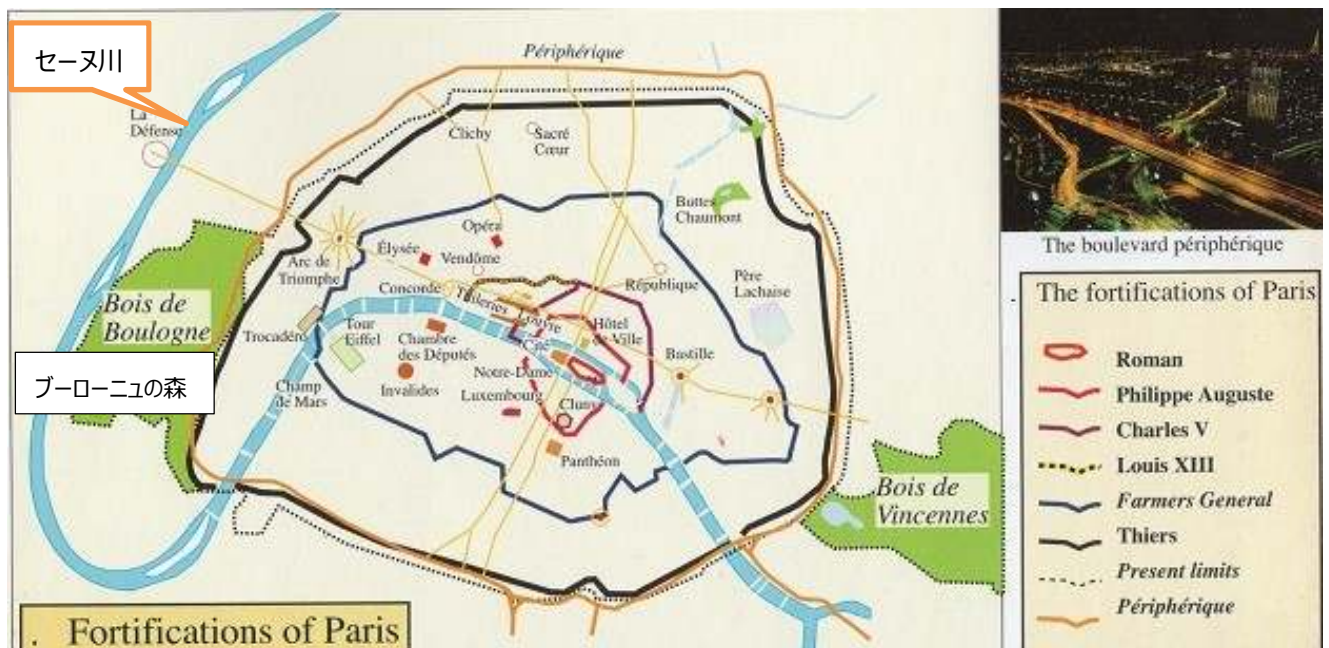 セーヌ川
Périphérique
La
Défense
Clichy
Sacré
Cœur
Buttes
Chaumont
Opéra
Élysée
Vendôme
Arc de
Triomphe
Concorde
Tuileries
République
Père
Lachaise
Bois de
Boulogne
Trocadéro
Tour
Eiffel
Chambre
des Députés
Louvre
Hôtel
de Ville
Cité
Bastille
ブーローニュの森
Champ
de Mars
Invalides
Notre-Dame
Luxembourg
Cluny
Panthéon
Bois de
Vincennes
. Fortifications of Paris
The boulevard périphérique
The fortifications of Paris
Roman
Philippe Auguste
Charles V
Louis XIII
Farmers General
Thiers
Present limits
Périphérique